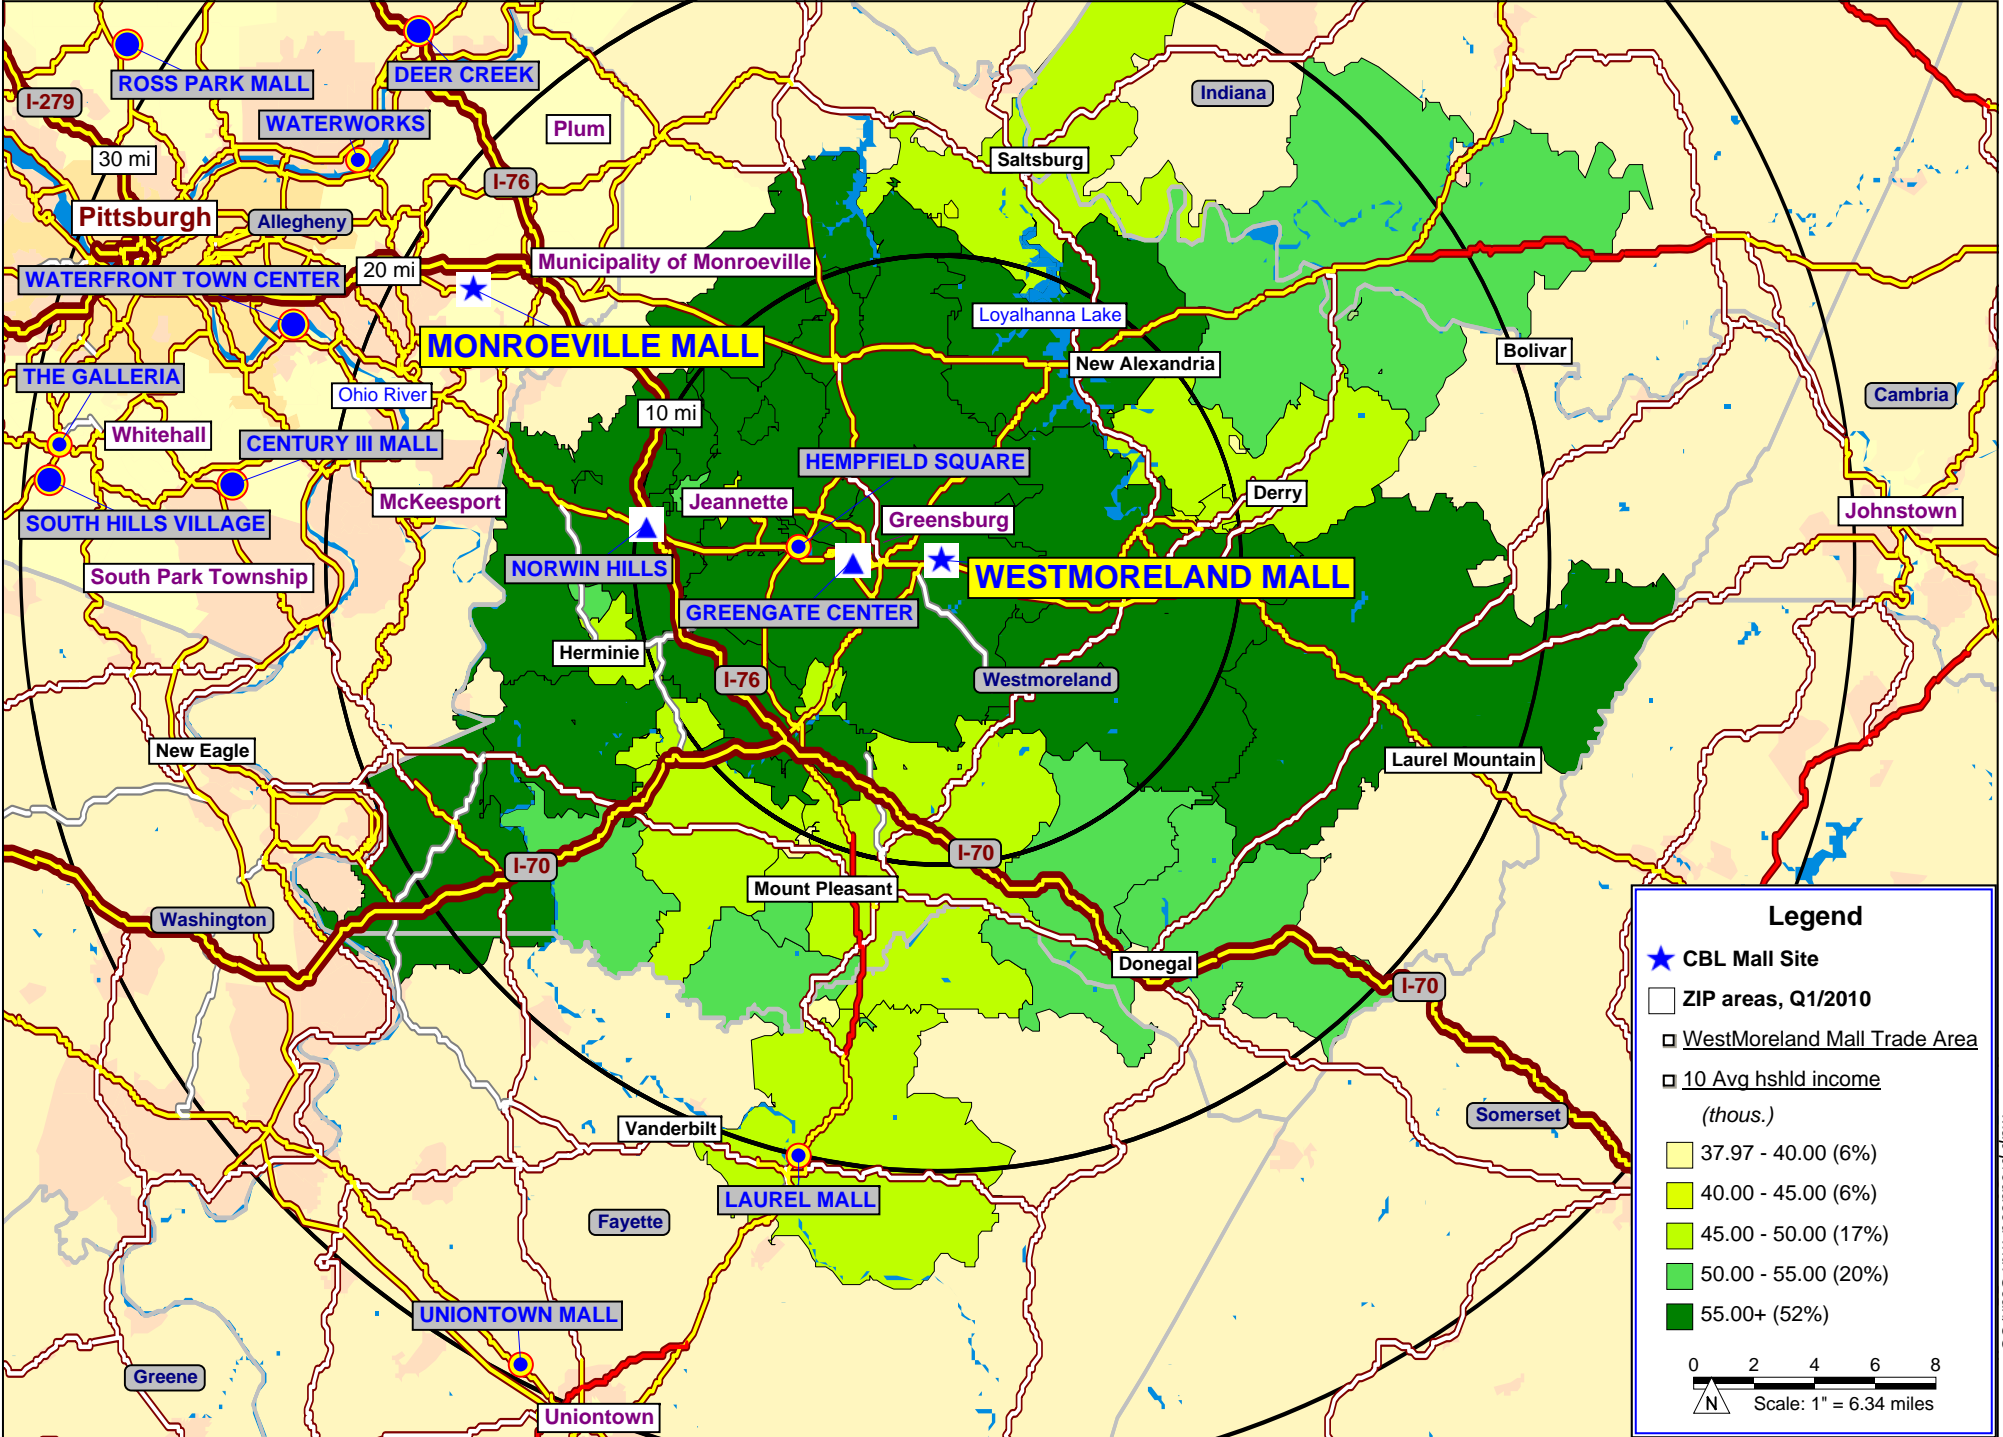 ROSS PARK MALL
DEER CREEK
I-279
WATERWORKS
Plum
Indiana
30 mi
Saltsburg
I-76
Pittsburgh
Allegheny
Municipality of Monroeville
20 mi
WATERFRONT TOWN CENTER
Loyalhanna Lake
MONROEVILLE MALL
New Alexandria
Bolivar
THE GALLERIA
Ohio River
Cambria
10 mi
Whitehall
CENTURY III MALL
HEMPFIELD SQUARE
McKeesport
Jeannette
Derry
Greensburg
Johnstown
SOUTH HILLS VILLAGE
NORWIN HILLS
South Park Township
WESTMORELAND MALL
GREENGATE CENTER
Herminie
I-76
Westmoreland
New Eagle
Laurel Mountain
I-70
I-70
Mount Pleasant
Washington
Donegal
I-70
Vanderbilt
Somerset
LAUREL MALL
Fayette
UNIONTOWN MALL
Greene
Uniontown
Legend
CBL Mall Site
ZIP areas, Q1/2010
WestMoreland Mall Trade Area
10 Avg hshld income
(thous.)
37.97 - 40.00 (6%)
40.00 - 45.00 (6%)
45.00 - 50.00 (17%)
50.00 - 55.00 (20%)
55.00+ (52%)
0 2 4 6 8
N Scale: 1" = 6.34 miles